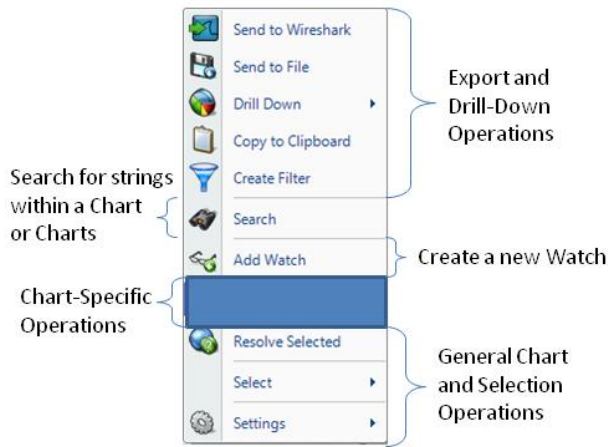 Send to Wireshark
Send to File
Drill Down
Copy to Clipboard
Create Filter
Export and
Drill-Down
Operations
Search for strings
within a Chart
or Charts
Search
Add Watch
Create a new Watch
Chart-Specific
Operations
Resolve Selected
Select
Settings
General Chart
and Selection
Operations